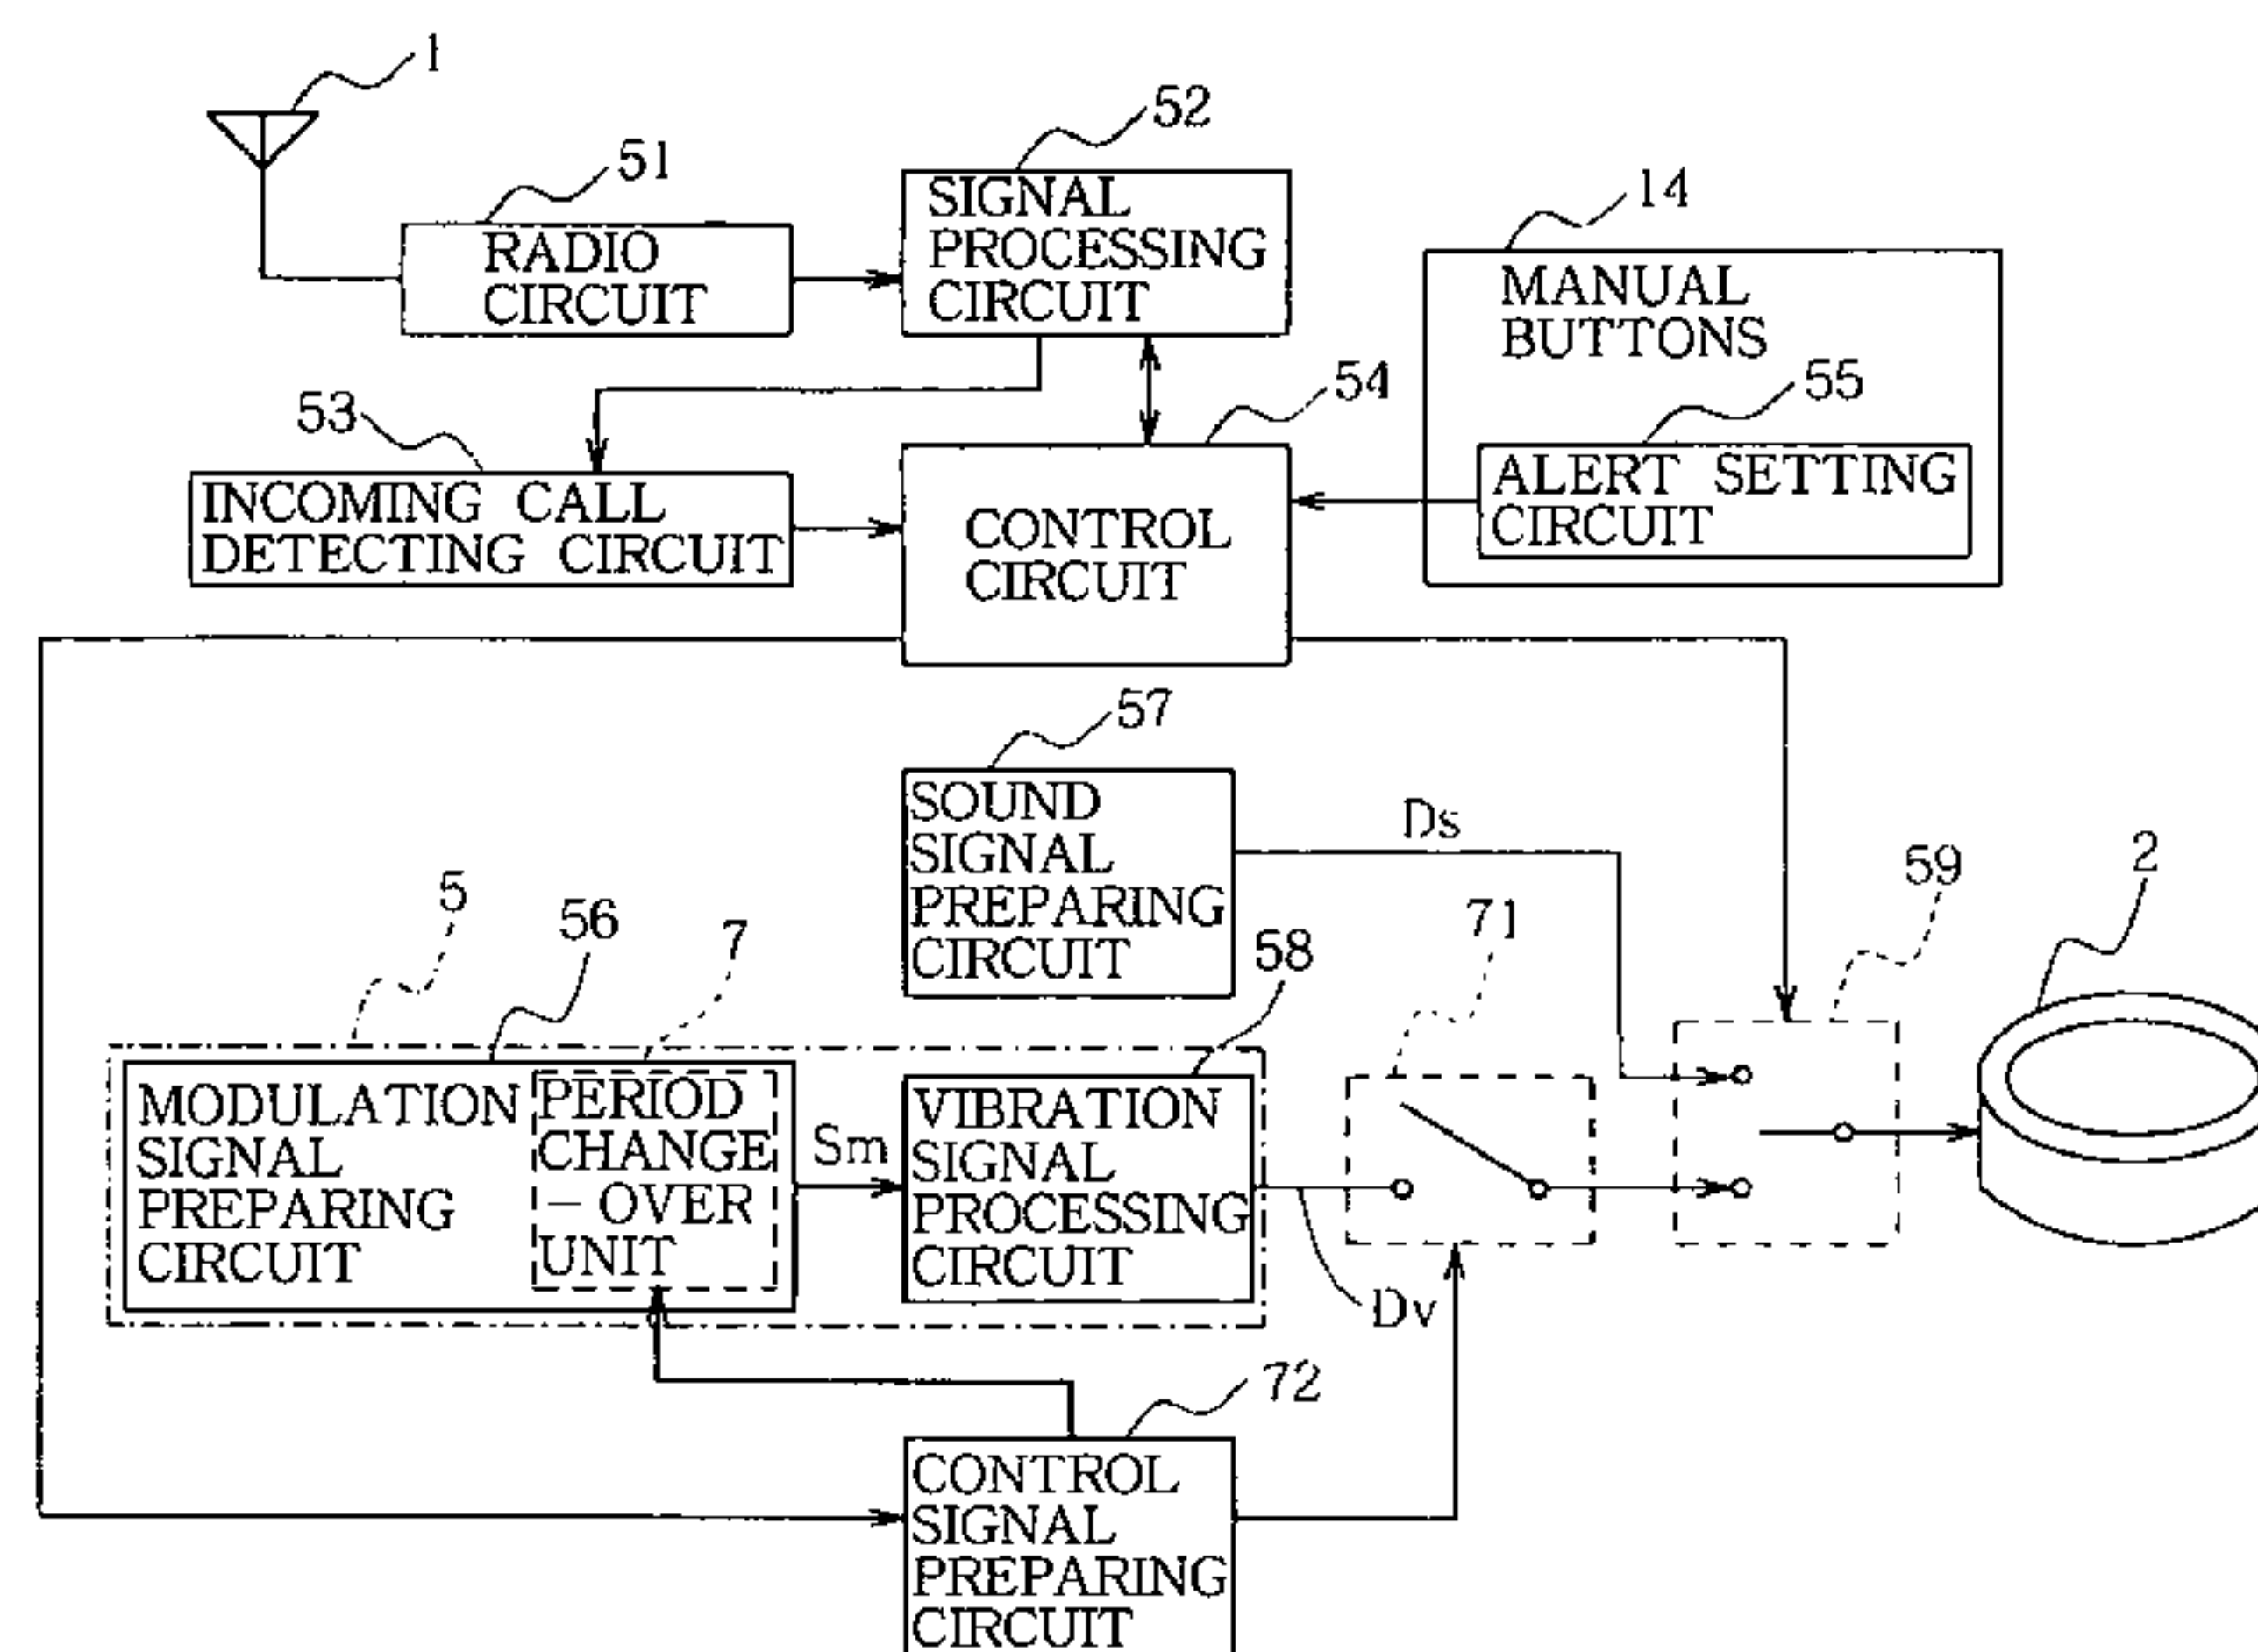 1
52
51
14
SIGNAL
PROCESSING
CIRCUIT
RADIO
CIRCUIT
MANUAL
BUTTONS
53
54
55
INCOMING CALL
DETECTING CIRCUIT
CONTROL
CIRCUIT
ALERT SETTING
CIRCUIT
57
SOUND
SIGNAL
PREPARING
CIRCUIT
Ds
59
2
5
56
7
58
71
MODULATION
SIGNAL
PREPARING
CIRCUIT
PERIOD
CHANGE
-OVER
UNIT
Sm
VIBRATION
SIGNAL
PROCESSING
CIRCUIT
Dv
72
CONTROL
SIGNAL
PREPARING
CIRCUIT